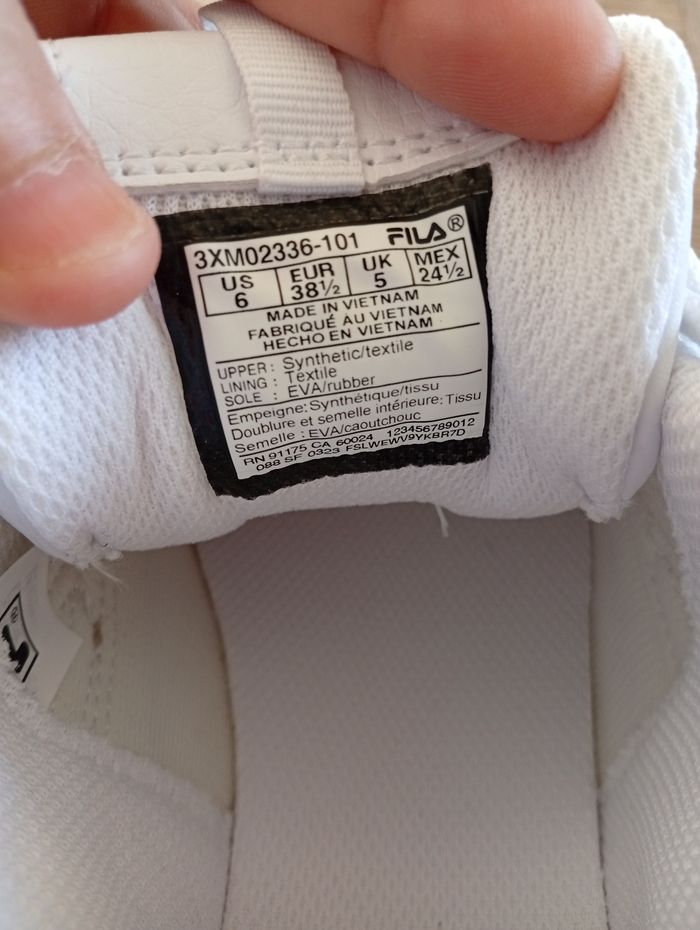 3XM02336-101 FILA®
US EUR UK MEX
6 38½ 5 24½
MADE IN VIETNAM
FABRIQUÉ AU VIETNAM
HECHO EN VIETNAM
UPPER: Synthetic/textile
LINING : Textile
SOLE : EVA/rubber
Empeigne: Synthétique/tissu
Doublure et semelle intérieure: Tissu
Semelle : EVA/caoutchouc
RN 91175 CA 60024 123456789012
088 SF 0323 FSLWEWV9YKBR7D